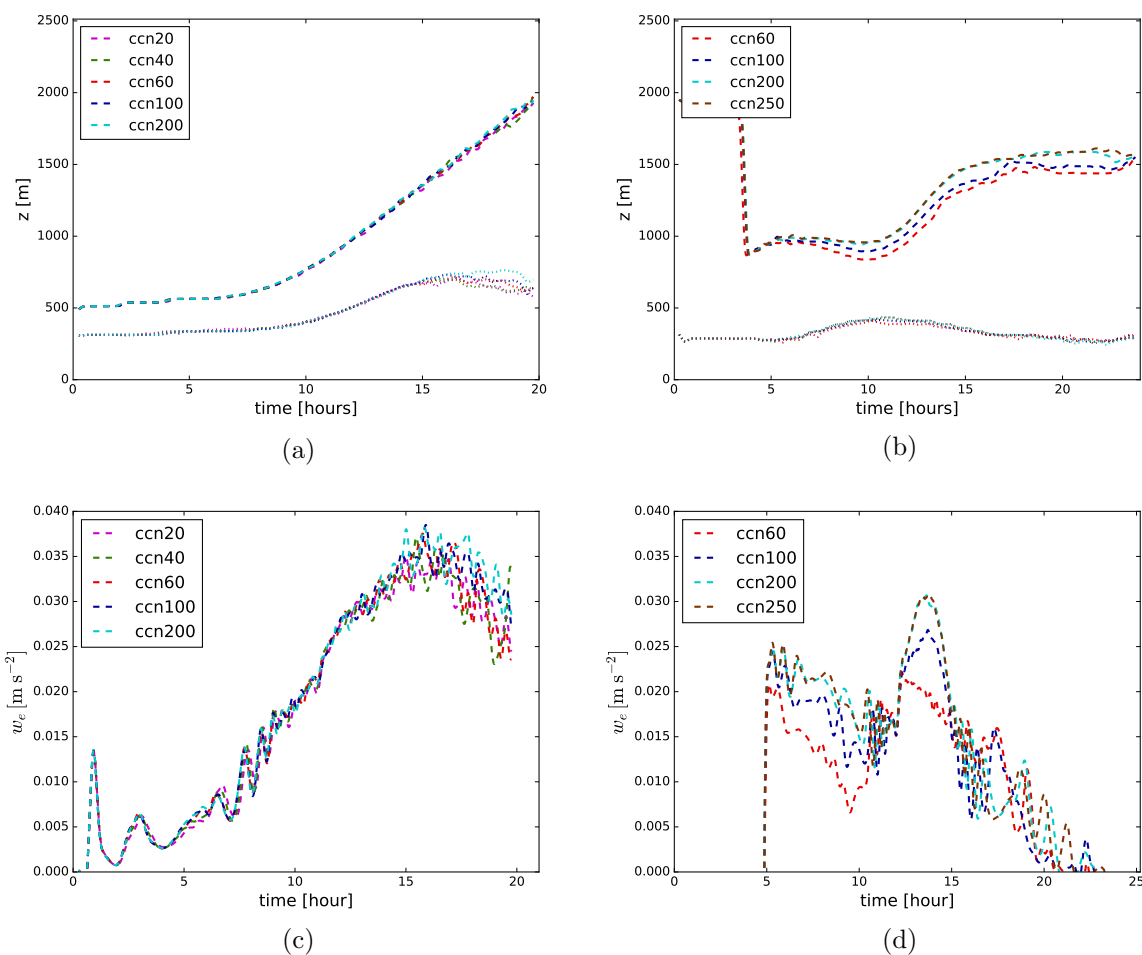 2500
2000
1500
1000
500
0
z [m]
ccn20
ccn40
ccn60
ccn100
ccn200
0 5 10 15 20
time [hours]
(a)
2500
2000
1500
1000
500
0
z [m]
ccn60
ccn100
ccn200
ccn250
0 5 10 15 20
time [hours]
(b)
0.040
0.035
0.030
0.025
0.020
0.015
0.010
0.005
0.000
w_e [m s⁻²]
ccn20
ccn40
ccn60
ccn100
ccn200
0 5 10 15 20
time [hour]
(c)
0.040
0.035
0.030
0.025
0.020
0.015
0.010
0.005
0.000
w_e [m s⁻²]
ccn60
ccn100
ccn200
ccn250
0 5 10 15 20 25
time [hour]
(d)